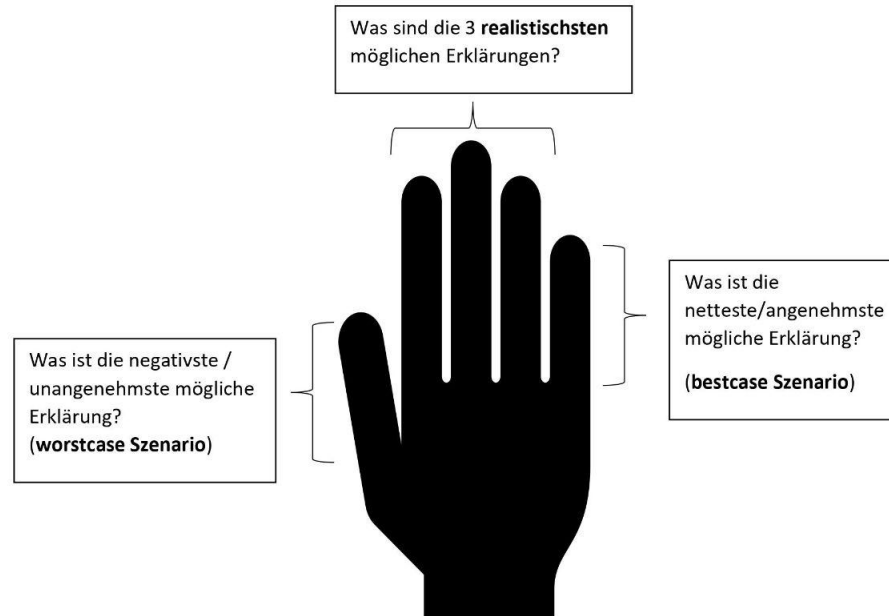 Was sind die 3 realistischsten
möglichen Erklärungen?
Was ist die
netteste/angenehmste
mögliche Erklärung?
(bestcase Szenario)
Was ist die negativste /
unangenehmste mögliche
Erklärung?
(worstcase Szenario)